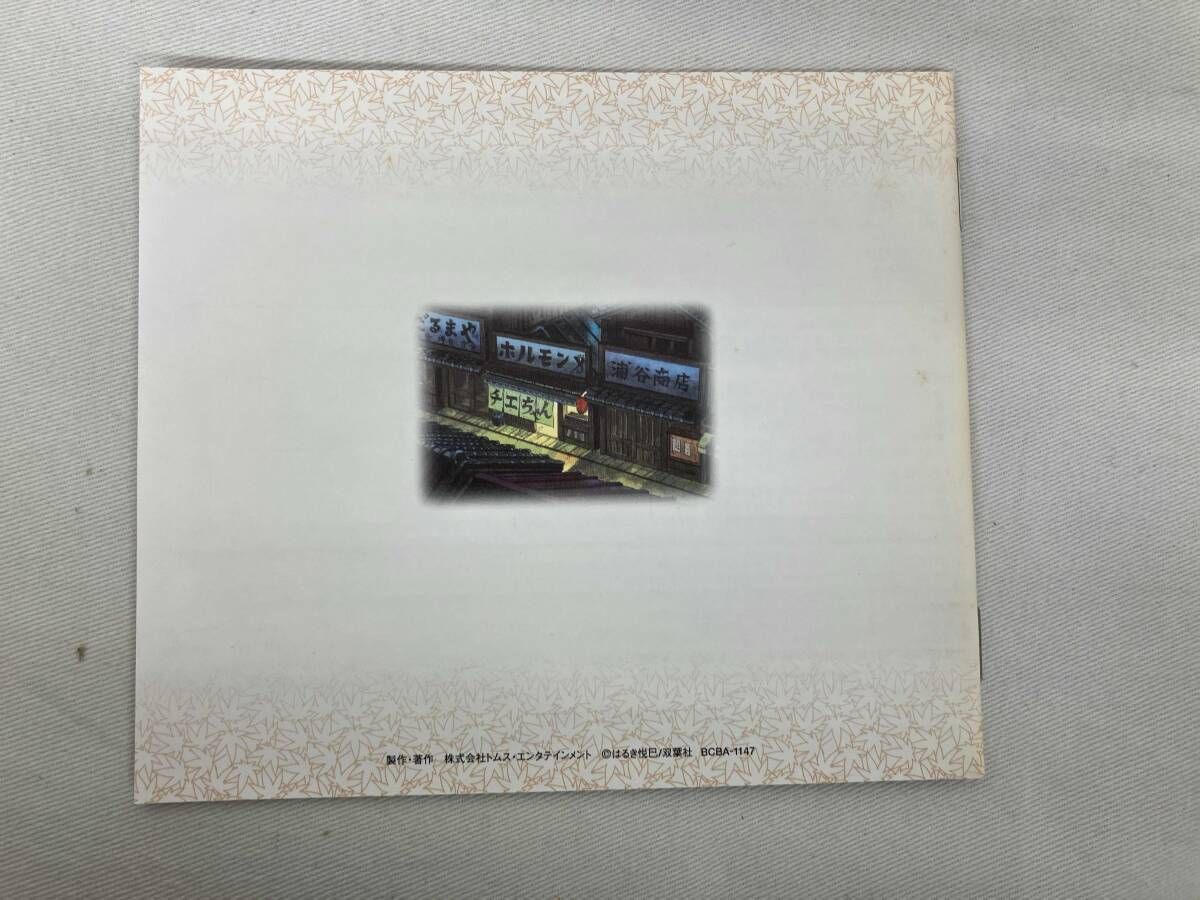 だるまや
ホルモン
浦谷商店
チエちゃん
製作・著作 株式会社トムス・エンタテインメント ©はるき悦巳/双葉社 BCBA-1147